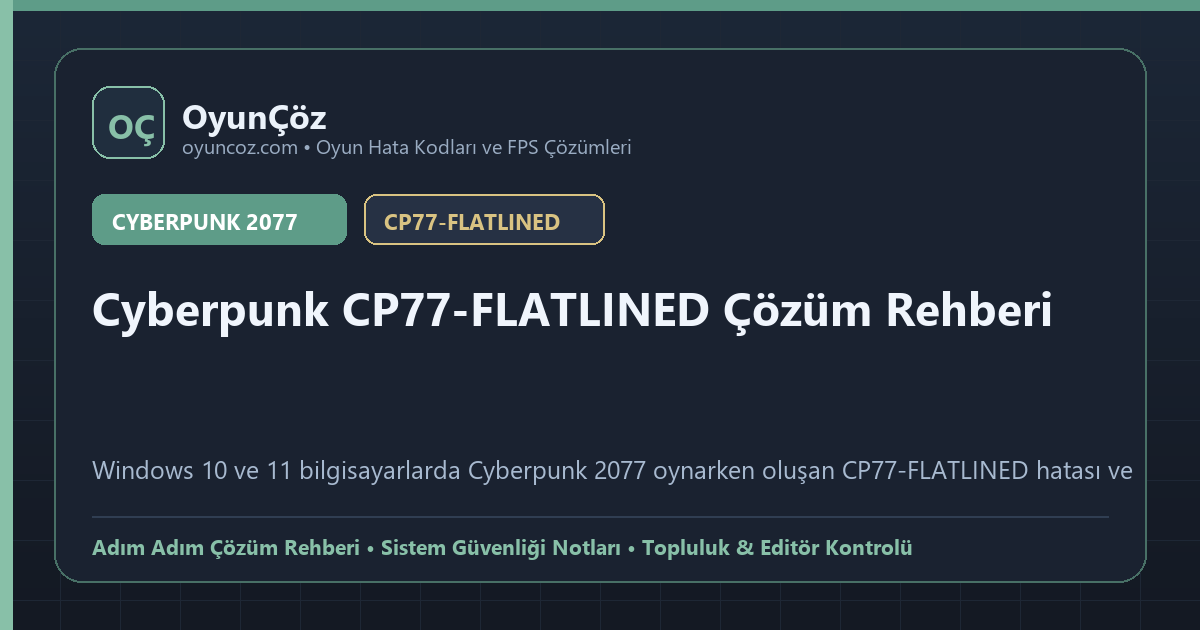 OÇ
OyunÇöz
oyuncoz.com • Oyun Hata Kodları ve FPS Çözümleri
CYBERPUNK 2077
CP77-FLATLINED
Cyberpunk CP77-FLATLINED Çözüm Rehberi
Windows 10 ve 11 bilgisayarlarda Cyberpunk 2077 oynarken oluşan CP77-FLATLINED hatası ve
Adım Adım Çözüm Rehberi • Sistem Güvenliği Notları • Topluluk & Editör Kontrolü